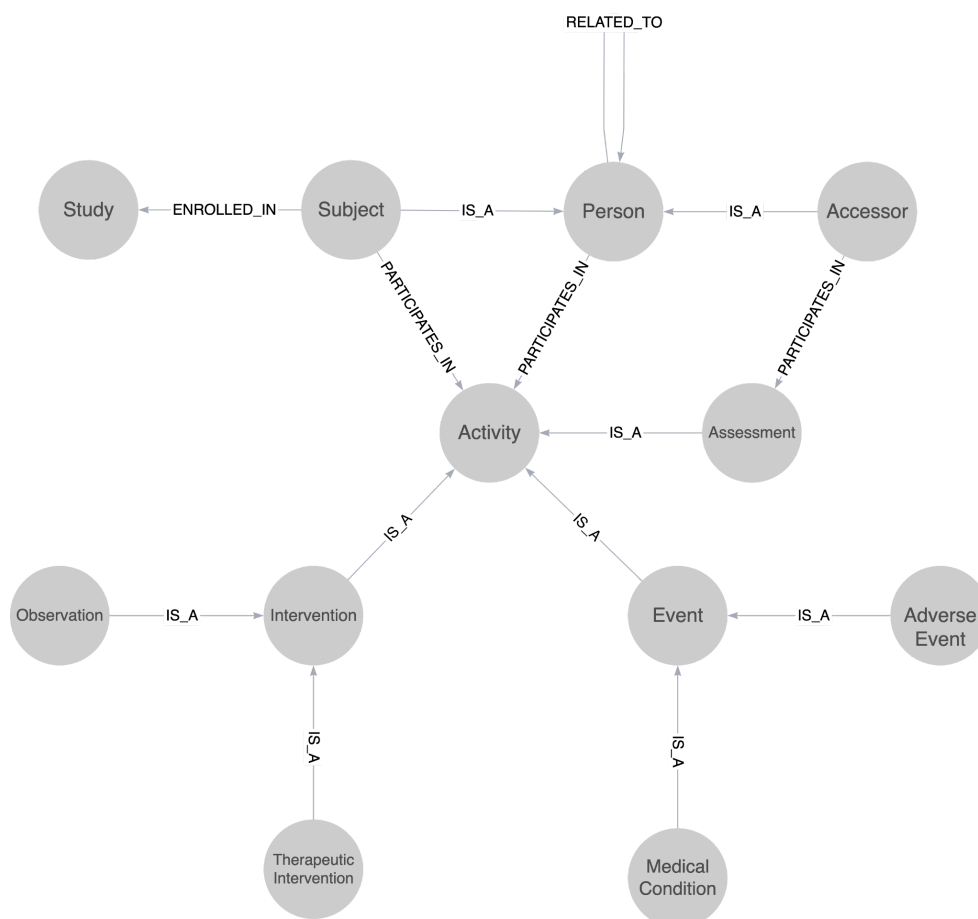 RELATED_TO
Study
ENROLLED_IN
Subject
IS_A
Person
IS_A
Accessor
PARTICIPATES_IN
PARTICIPATES_IN
PARTICIPATES_IN
Activity
IS_A
Assessment
IS_A
IS_A
Observation
IS_A
Intervention
Event
IS_A
Adverse
Event
IS_A
IS_A
Therapeutic
Intervention
Medical
Condition